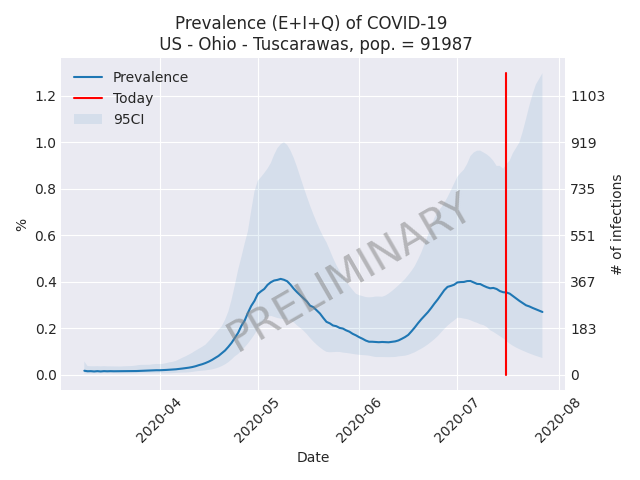 Prevalence (E+I+Q) of COVID-19
US - Ohio - Tuscarawas, pop. = 91987
Prevalence
Today
95CI
PRELIMINARY
%
1.2
1.0
0.8
0.6
0.4
0.2
0.0
1103
919
735
551
367
183
0
# of infections
2020-04
2020-05
2020-06
2020-07
2020-08
Date